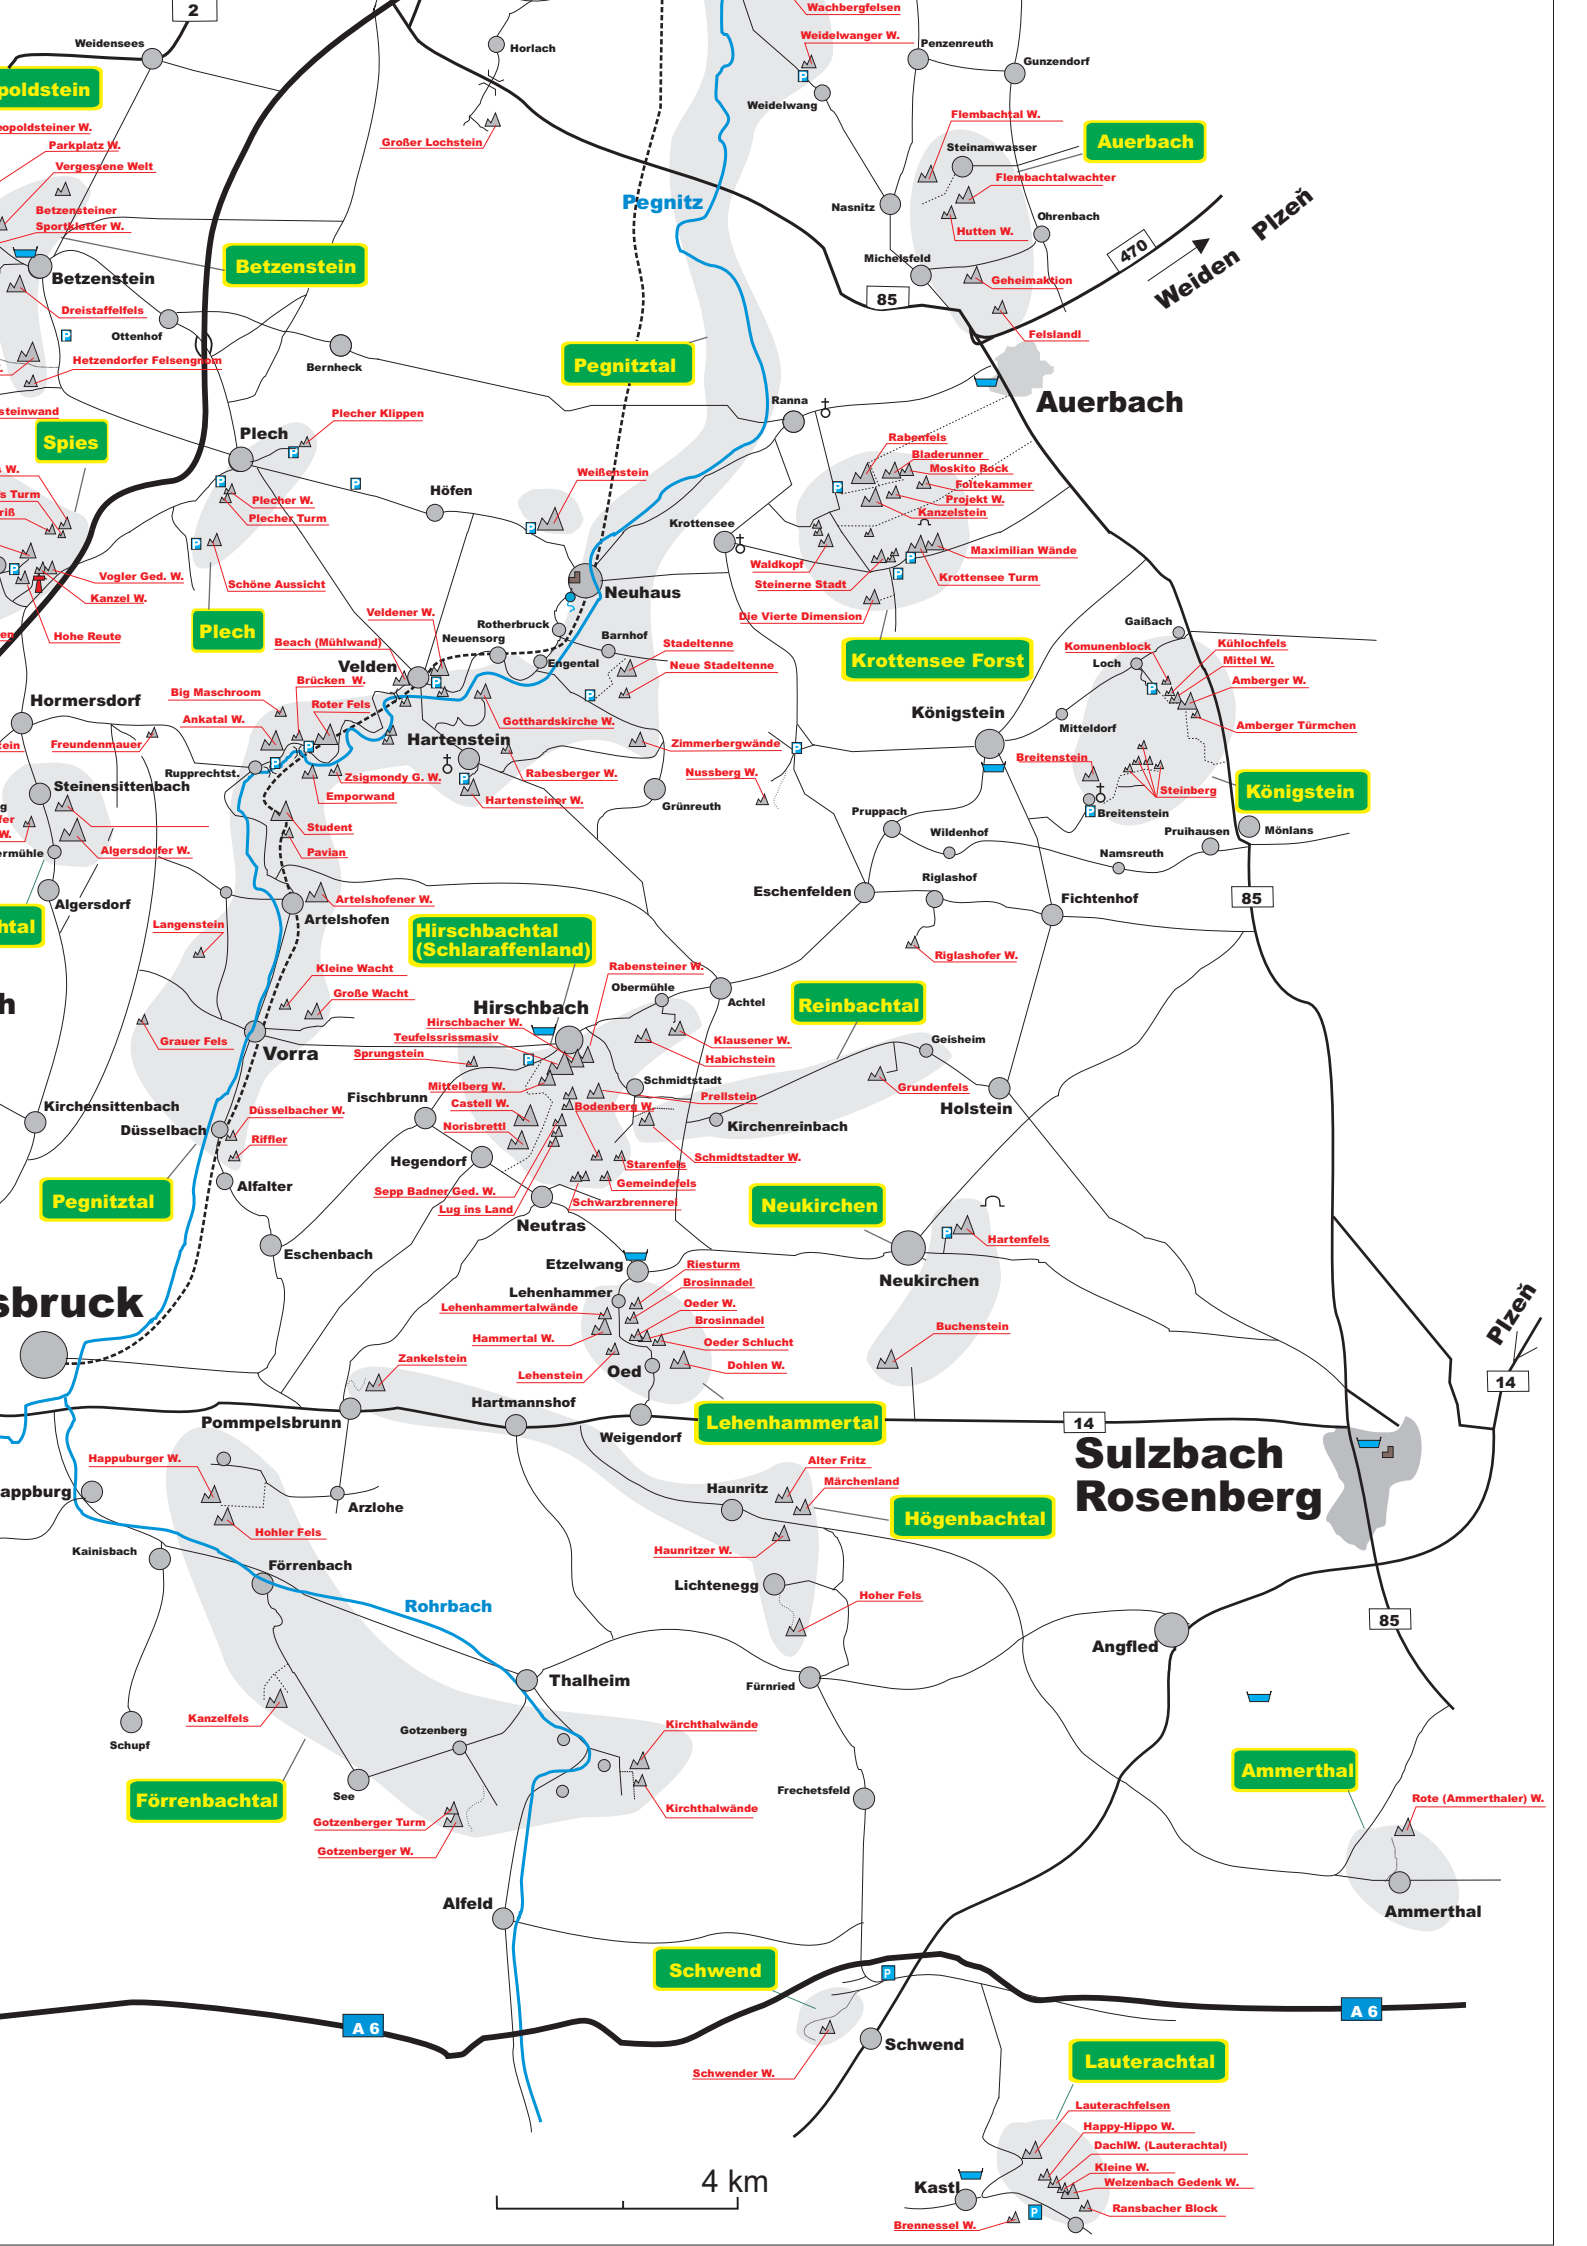 2
Weidensees
Horlach
Großer Lochstein
Wachbergfelsen
Weidelwanger W.
Penzenreuth
Gunzendorf
Weidelwang
poldstein
eopoldsteiner W.
Parkplatz W.
Vergessene Welt
Betzensteiner
Sportkletter W.
Betzenstein
Betzenstein
Dreistaffelfels
Ottenhof
Hetzendorfer Felsengnom
Bernheck
Pegnitz
Flembachtal W.
Steinamwasser
Auerbach
Flembachtalwachter
Nasnitz
Ohrenbach
Hutten W.
Michelsfeld
Geheimaktion
Felslandl
85
470
Weiden
Plzeň
Pegnitztal
Auerbach
Ranna
steinwand
Spies
Plech
Plecher Klippen
s W.
s Turm
riß
Plecher W.
Plecher Turm
Höfen
Weißenstein
Rabenfels
Bladerunner
Moskito Rock
Foltekammer
Projekt W.
Kanzelstein
Krottensee
Waldkopf
Steinerne Stadt
Maximilian Wände
Krottensee Turm
Die Vierte Dimension
Krottensee Forst
Vogler Ged. W.
Kanzel W.
Hohe Reute
en
Schöne Aussicht
Plech
Neuhaus
Veldener W.
Rotherbruck
Neuensorg
Barnhof
Stadeltenne
Beach (Mühlwand)
Velden
Engental
Neue Stadeltenne
Brücken W.
Big Maschroom
Roter Fels
Ankatal W.
Gotthardskirche W.
Hartenstein
Zimmerbergwände
Hormersdorf
tein
Freundenmauer
Rupprechtst.
Zsigmondy G. W.
Rabesberger W.
Nussberg W.
Emporwand
Hartensteiner W.
Grünreuth
Gaißach
Komunenblock
Kühlochfels
Loch
Mittel W.
Amberger W.
Königstein
Mitteldorf
Amberger Türmchen
Breitenstein
Steinberg
Königstein
Breitenstein
Steinensittenbach
g
fer
W.
Student
Pavian
ermühle
Algersdorfer W.
Algersdorf
Pruppach
Wildenhof
Pruihausen
Mönlans
Namsreuth
Eschenfelden
Riglashof
Fichtenhof
85
Artelshofener W.
Artelshofen
htal
Langenstein
Hirschbachtal
(Schlaraffenland)
Riglashofer W.
Kleine Wacht
Große Wacht
Rabensteiner W.
Obermühle
Achtel
Reinbachtal
h
Hirschbach
Hirschbacher W.
Teufelssrissmasiv
Klausener W.
Grauer Fels
Vorra
Sprungstein
Habichstein
Geisheim
Mittelberg W.
Schmidtstadt
Grundenfels
Fischbrunn
Castell W.
Prellstein
Bodenberg W.
Holstein
Kirchensittenbach
Düsselbacher W.
Norisbrettl
Kirchenreinbach
Düsselbach
Riffler
Hegendorf
Starenfels
Schmidtstadter W.
Alfalter
Sepp Badner Ged. W.
Gemeindefels
Lug ins Land
Schwarzbrennerei
Pegnitztal
Neutras
Neukirchen
Hartenfels
Eschenbach
Etzelwang
Riesturm
Neukirchen
Brosinnadel
Lehenhammer
sbruck
Lehenhammertalwände
Oeder W.
Brosinnadel
Hammertal W.
Oeder Schlucht
Buchenstein
Zankelstein
Lehenstein
Oed
Dohlen W.
Plzeň
14
Pommpelsbrunn
Hartmannshof
Weigendorf
Lehenhammertal
14
Sulzbach
Rosenberg
Happuburger W.
appburg
Arzlohe
Hohler Fels
Alter Fritz
Märchenland
Haunritz
Högenbachtal
Haunritzer W.
Kainisbach
Förrenbach
Rohrbach
Lichtenegg
Hoher Fels
85
Angfled
Thalheim
Fürnried
Kanzelfels
Schupf
Gotzenberg
Kirchthalwände
See
Förrenbachtal
Gotzenberger Turm
Gotzenberger W.
Kirchthalwände
Frechetsfeld
Ammerthal
Rote (Ammerthaler) W.
Ammerthal
Alfeld
Schwend
A 6
A 6
Schwend
Schwender W.
Lauterachtal
Lauterachfelsen
Happy-Hippo W.
DachlW. (Lauterachtal)
Kleine W.
Welzenbach Gedenk W.
Ransbacher Block
Kastl
Brennessel W.
4 km